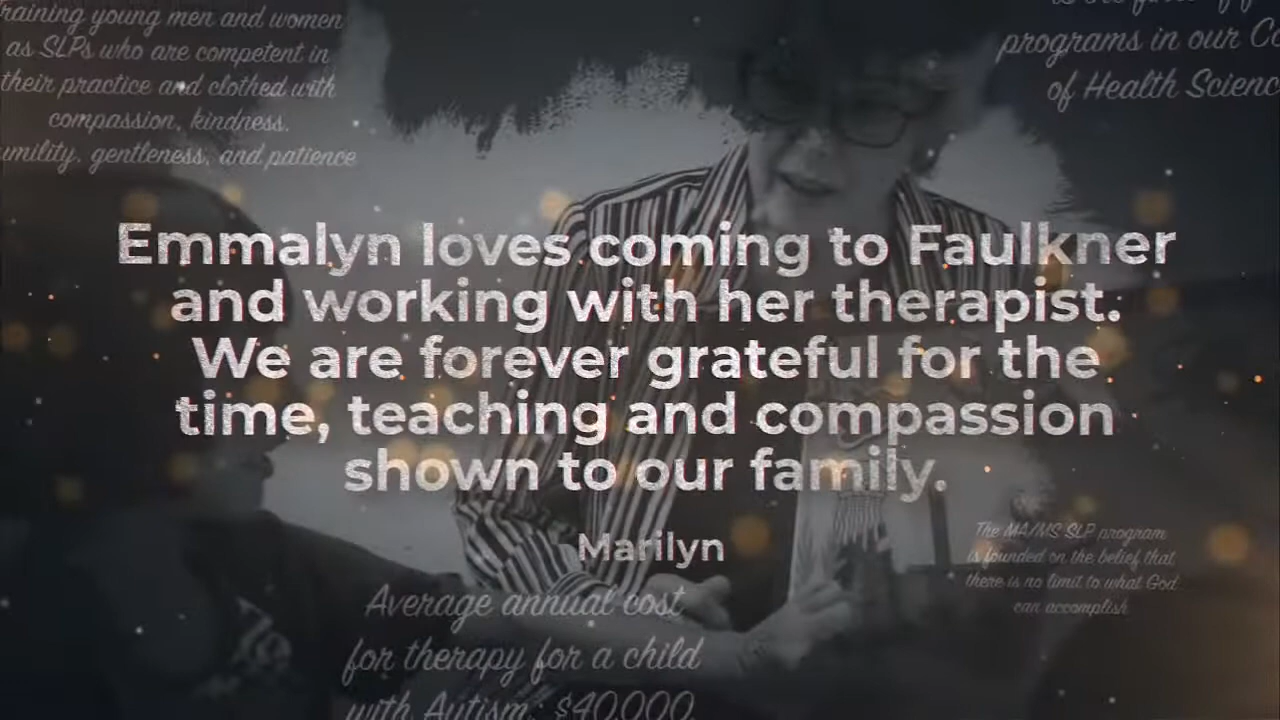 raining young men and women
as SLPs who are competent in
their practice and clothed with
compassion, kindness,
umility, gentleness, and patience
programs in our Co
of Health Scienc
Emmalyn loves coming to Faulkner
and working with her therapist.
We are forever grateful for the
time, teaching and compassion
shown to our family.
Marilyn
The MA/MS SLP program
is founded on the belief that
there is no limit to what God
can accomplish
Average annual cost
for therapy for a child
with Autism: $40,000